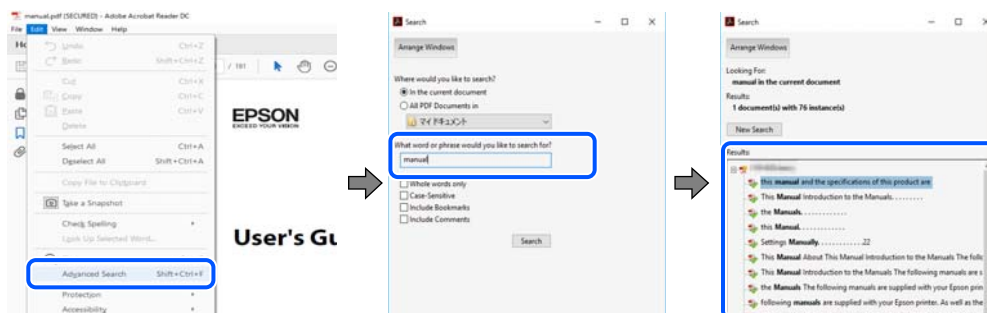 manual.pdf (SECURED) - Adobe Acrobat Reader DC
File Edit View Window Help
Undo Ctrl+Z
Shift+Ctrl+Z
Cut Ctrl+X
Ctrl+C
Paste Ctrl+V
Delete
Select All Ctrl+A
Deselect All Shift+Ctrl+A
Copy File to Clipboard
Take a Snapshot
Check Spelling
Look Up Selected Word...
Advanced Search Shift+Ctrl+F
Protection
Accessibility
/ 191
EPSON
EXCEED YOUR VISION
User's Gu
Search
Arrange Windows
Where would you like to search?
In the current document
All PDF Documents in
マイ ドキュメント
What word or phrase would you like to search for?
manual
Whole words only
Case-Sensitive
Include Bookmarks
Include Comments
Search
Search
Arrange Windows
Looking For:
manual in the current document
Results:
1 document(s) with 76 instance(s)
New Search
Results:
this manual and the specifications of this product are
This Manual Introduction to the Manuals. . . . . . . . .
the Manuals. . . . . . . . . . . . .
this Manual. . . . . . . . . . . . .
Settings Manually. . . . . . . . . . . . .22
This Manual About This Manual Introduction to the Manuals The follo
This Manual Introduction to the Manuals The following manuals are s
the Manuals The following manuals are supplied with your Epson prin
following manuals are supplied with your Epson printer. As well as the